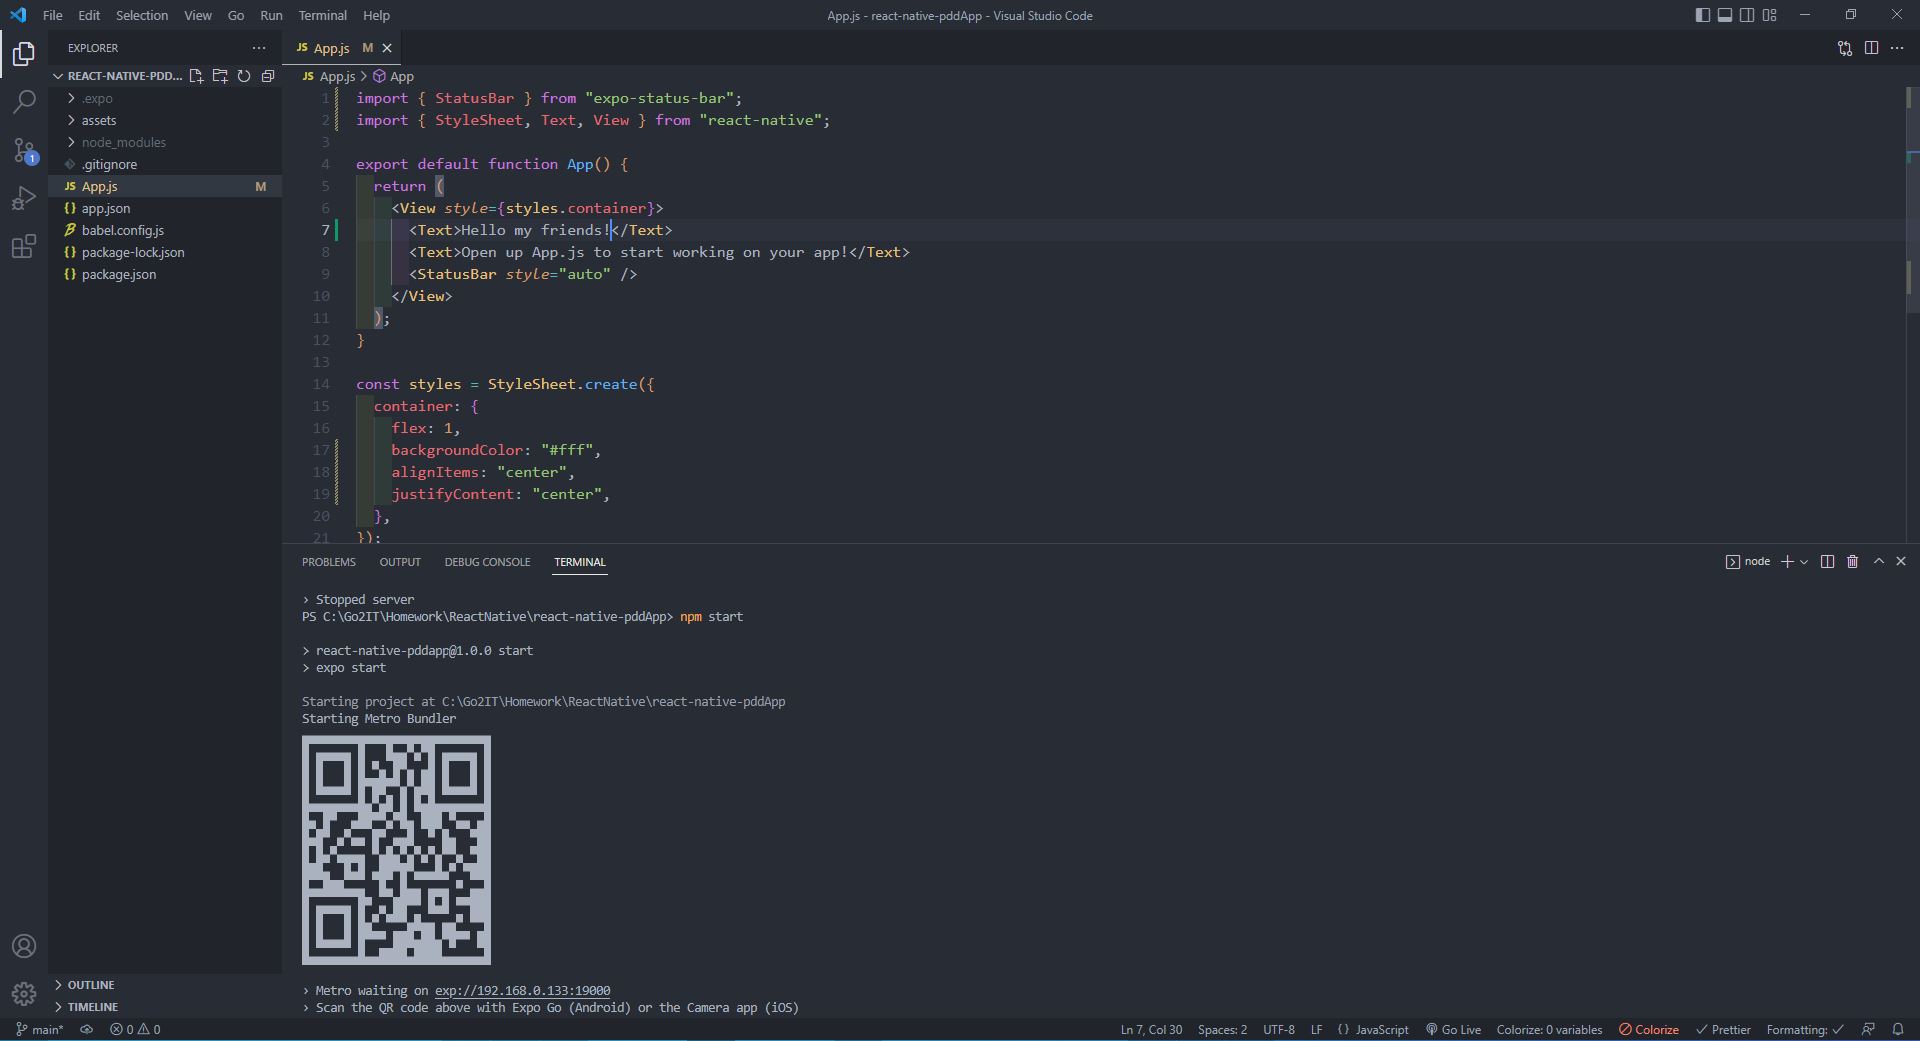 File Edit Selection View Go Run Terminal Help
App.js - react-native-pddApp - Visual Studio Code
EXPLORER
REACT-NATIVE-PDD...
.expo
assets
node_modules
.gitignore
JS App.js M
{} app.json
babel.config.js
{} package-lock.json
{} package.json
OUTLINE
TIMELINE
JS App.js M
JS App.js > App
1 import { StatusBar } from "expo-status-bar";
2 import { StyleSheet, Text, View } from "react-native";
3
4 export default function App() {
5 return (
6 <View style={styles.container}>
7 <Text>Hello my friends!</Text>
8 <Text>Open up App.js to start working on your app!</Text>
9 <StatusBar style="auto" />
10 </View>
11 );
12 }
13
14 const styles = StyleSheet.create({
15 container: {
16 flex: 1,
17 backgroundColor: "#fff",
18 alignItems: "center",
19 justifyContent: "center",
20 },
21 });
PROBLEMS OUTPUT DEBUG CONSOLE TERMINAL
node
› Stopped server
PS C:\Go2IT\Homework\ReactNative\react-native-pddApp> npm start
> react-native-pddapp@1.0.0 start
> expo start
Starting project at C:\Go2IT\Homework\ReactNative\react-native-pddApp
Starting Metro Bundler
› Metro waiting on exp://192.168.0.133:19000
› Scan the QR code above with Expo Go (Android) or the Camera app (iOS)
1
main* 0 0
Ln 7, Col 30 Spaces: 2 UTF-8 LF {} JavaScript Go Live Colorize: 0 variables Colorize Prettier Formatting: